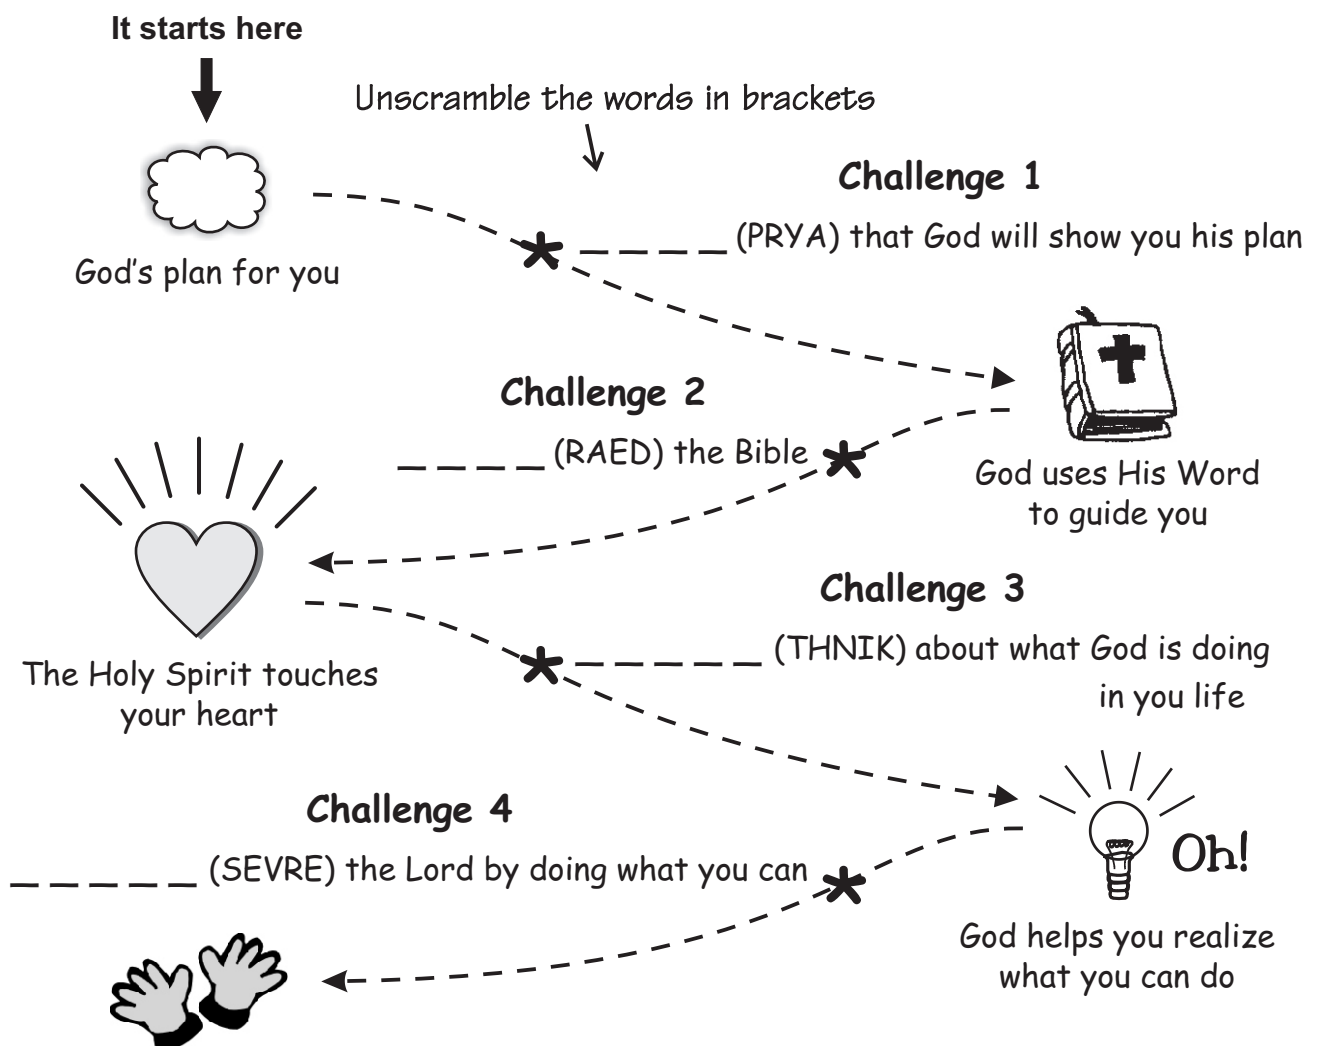 It starts here
Unscramble the words in brackets
God's plan for you
Challenge 1
____ (PRYA) that God will show you his plan
God uses His Word
to guide you
Challenge 2
____ (RAED) the Bible
The Holy Spirit touches
your heart
Challenge 3
_____ (THNIK) about what God is doing
in you life
Oh!
God helps you realize
what you can do
Challenge 4
_____ (SEVRE) the Lord by doing what you can